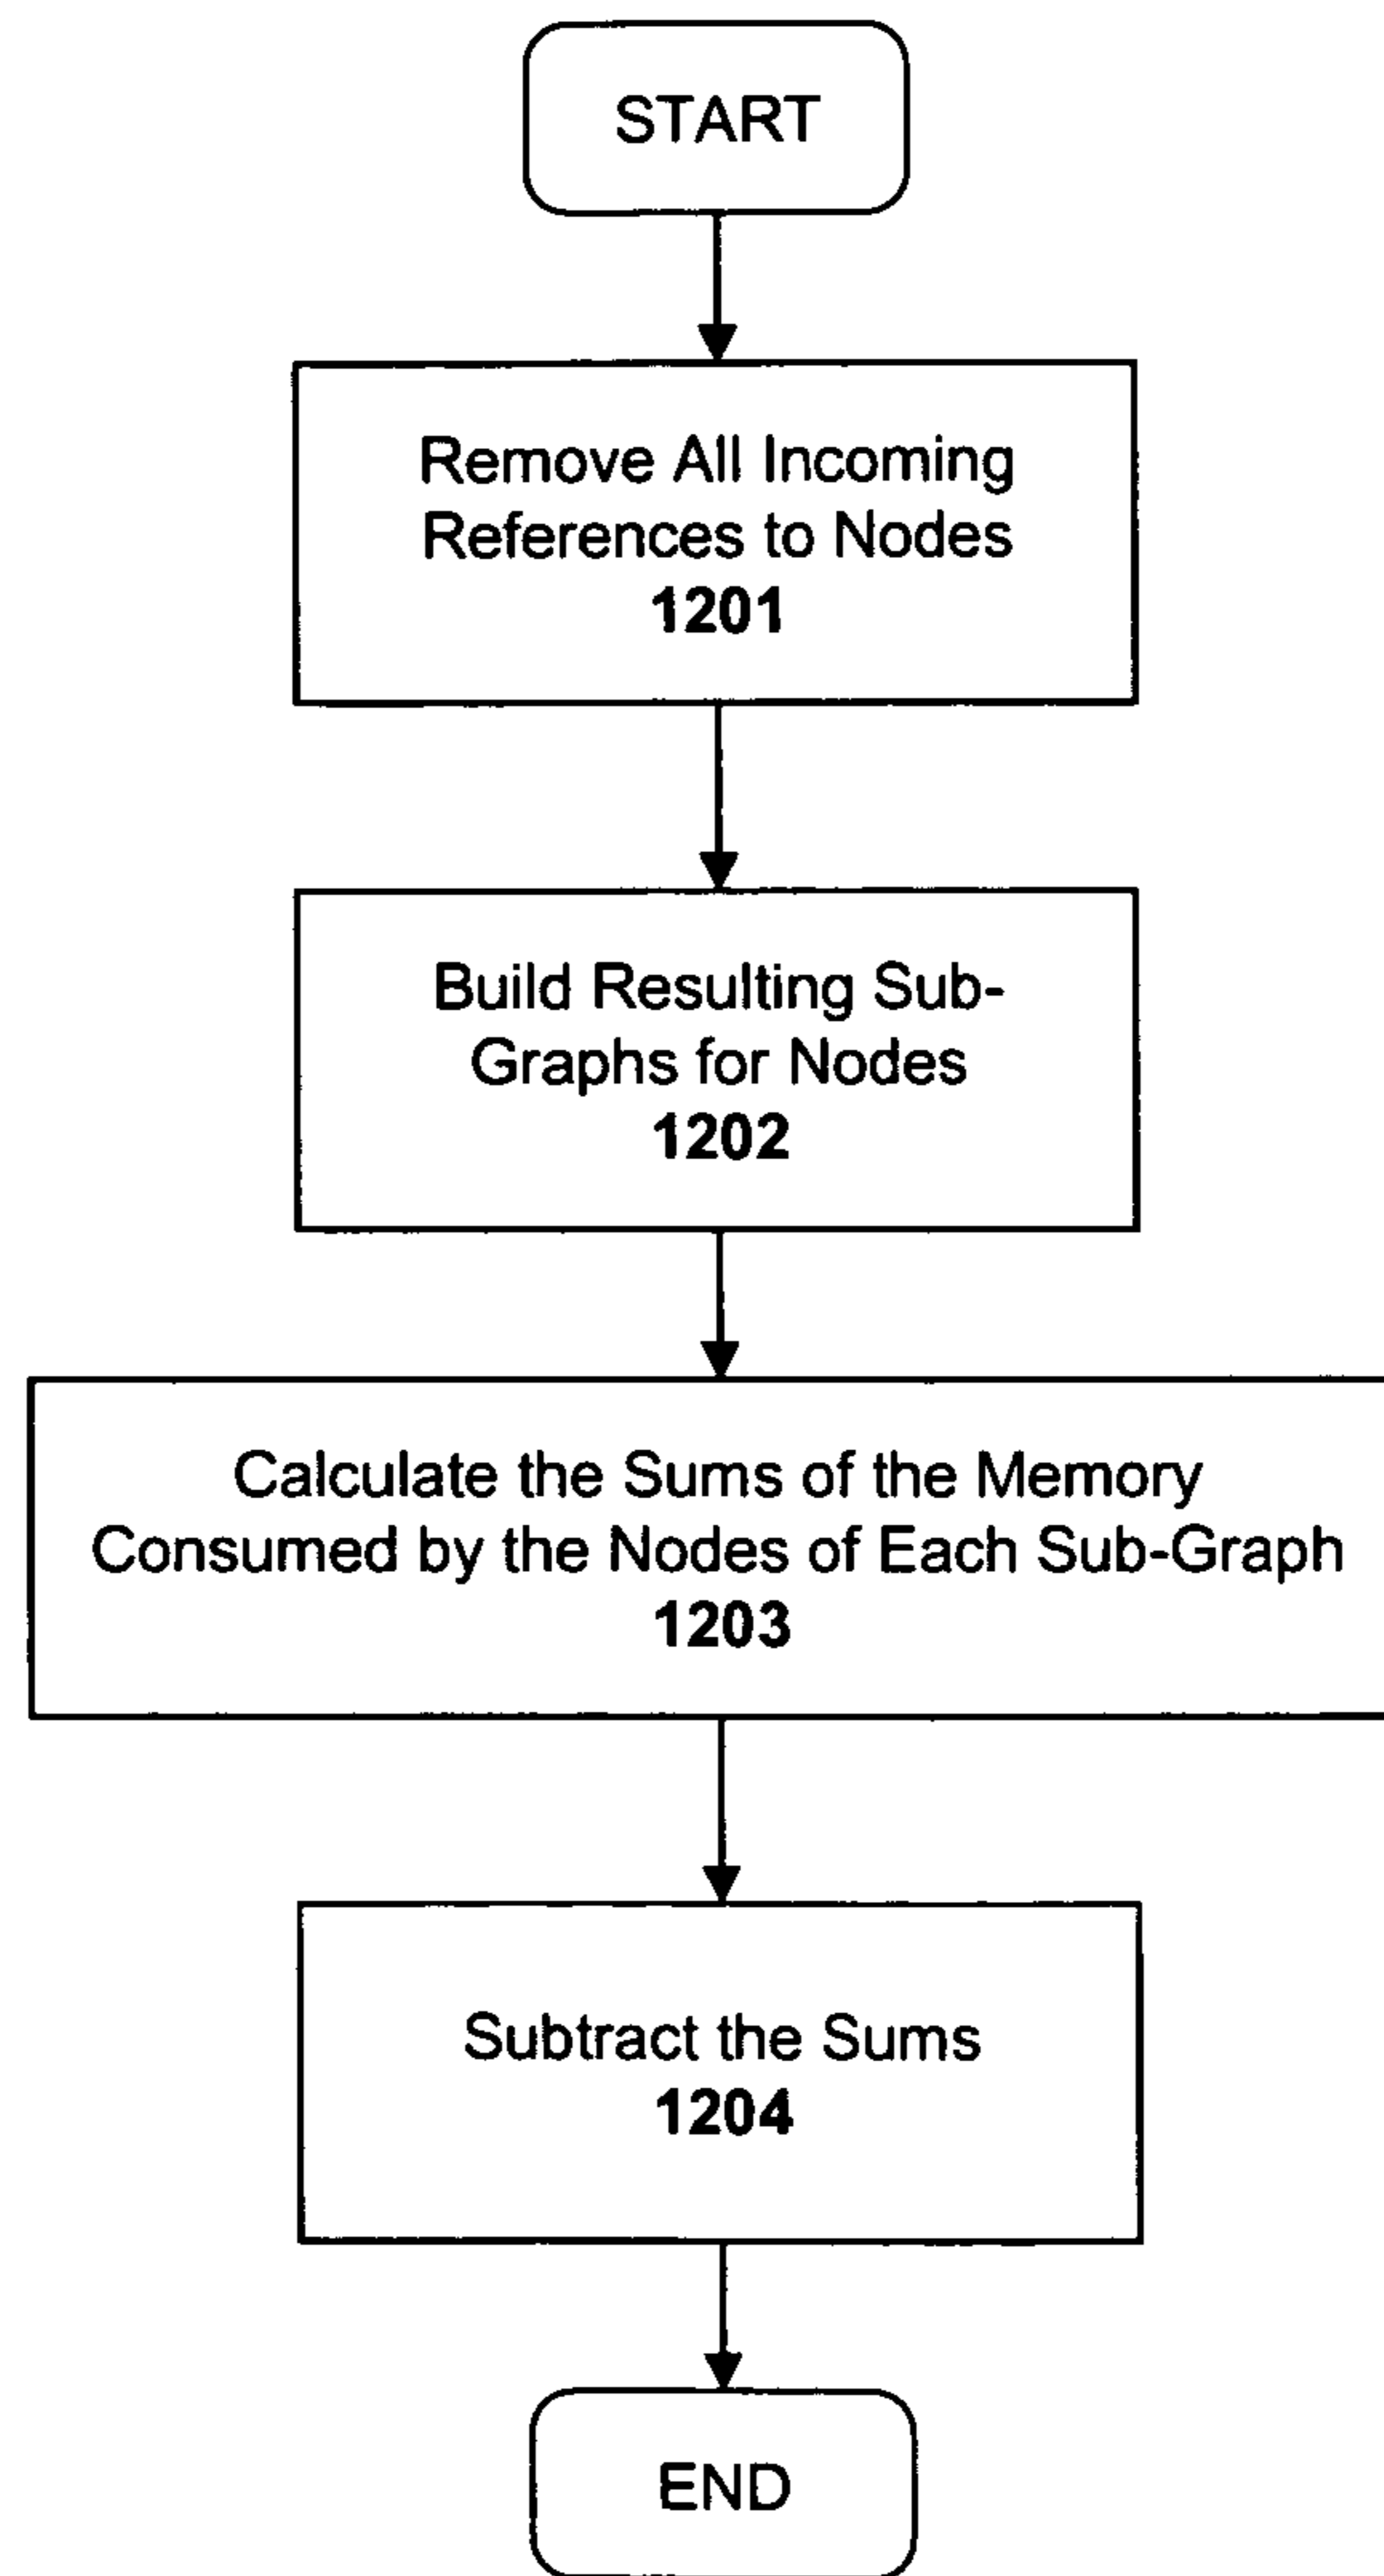 START
Remove All Incoming
References to Nodes
1201
Build Resulting Sub-
Graphs for Nodes
1202
Calculate the Sums of the Memory
Consumed by the Nodes of Each Sub-Graph
1203
Subtract the Sums
1204
END